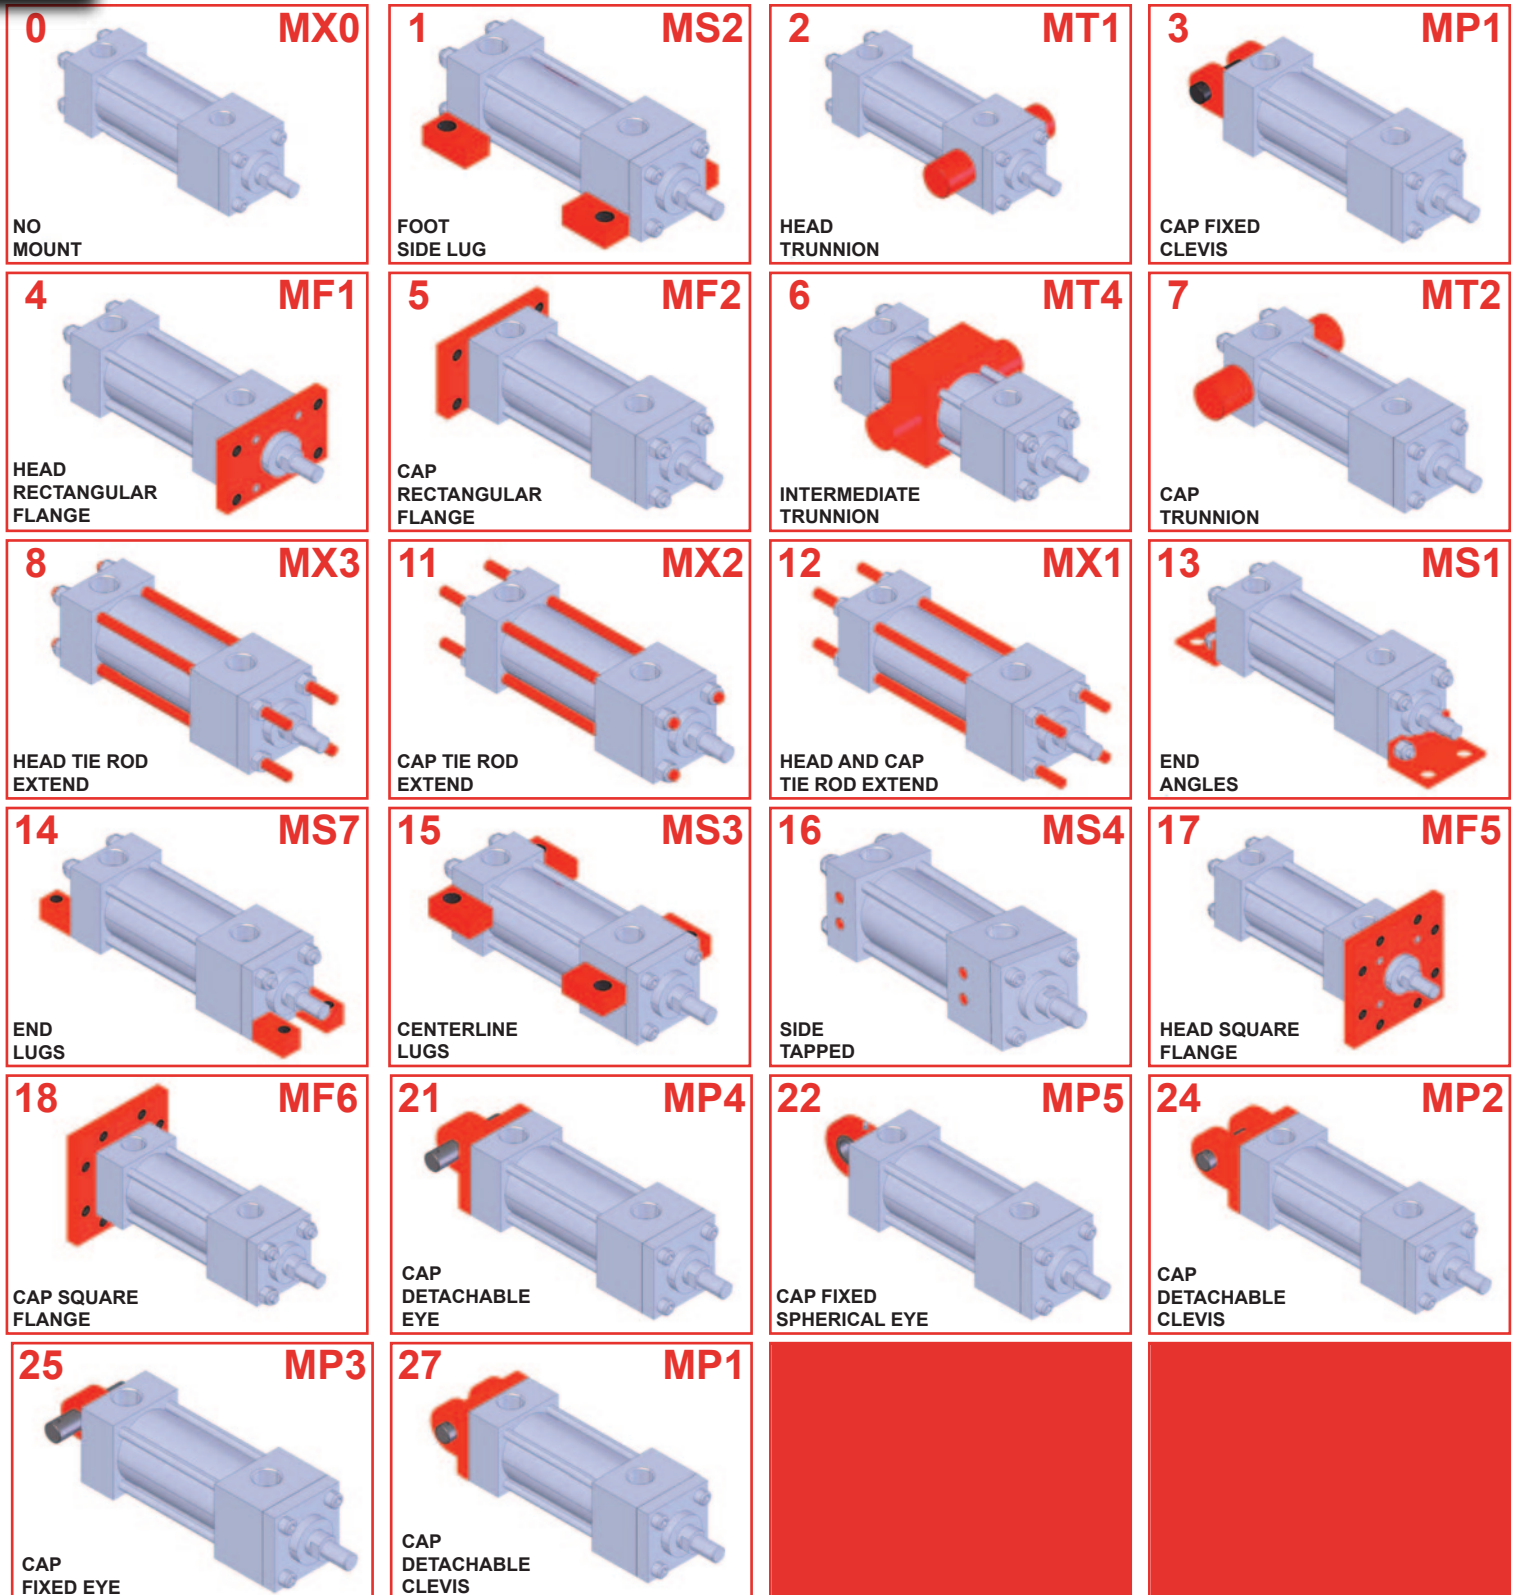 0 MX0
NO
MOUNT
1 MS2
FOOT
SIDE LUG
2 MT1
HEAD
TRUNNION
3 MP1
CAP FIXED
CLEVIS
4 MF1
HEAD
RECTANGULAR
FLANGE
5 MF2
CAP
RECTANGULAR
FLANGE
6 MT4
INTERMEDIATE
TRUNNION
7 MT2
CAP
TRUNNION
8 MX3
HEAD TIE ROD
EXTEND
11 MX2
CAP TIE ROD
EXTEND
12 MX1
HEAD AND CAP
TIE ROD EXTEND
13 MS1
END
ANGLES
14 MS7
END
LUGS
15 MS3
CENTERLINE
LUGS
16 MS4
SIDE
TAPPED
17 MF5
HEAD SQUARE
FLANGE
18 MF6
CAP SQUARE
FLANGE
21 MP4
CAP
DETACHABLE
EYE
22 MP5
CAP FIXED
SPHERICAL EYE
24 MP2
CAP
DETACHABLE
CLEVIS
25 MP3
CAP
FIXED EYE
27 MP1
CAP
DETACHABLE
CLEVIS